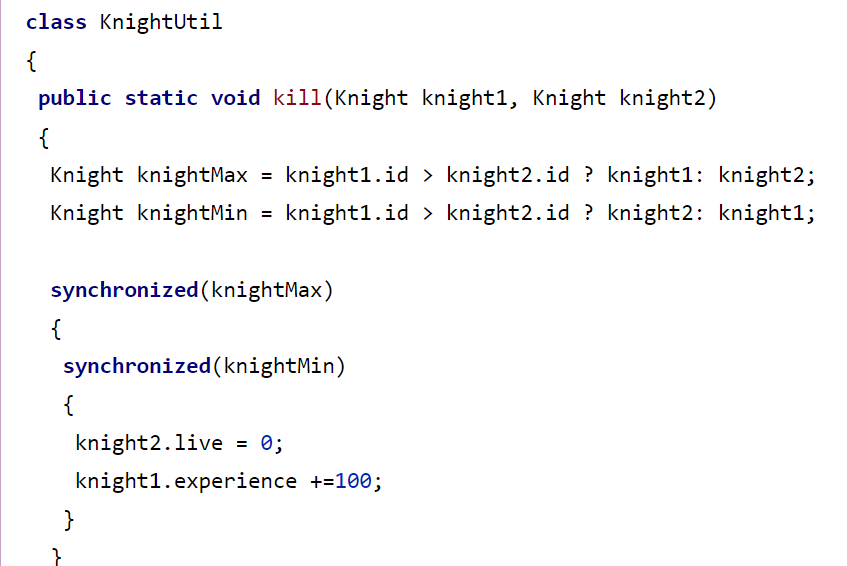 class KnightUtil
{
public static void kill(Knight knight1, Knight knight2)
{
Knight knightMax = knight1.id > knight2.id ? knight1: knight2;
Knight knightMin = knight1.id > knight2.id ? knight2: knight1;
synchronized(knightMax)
{
synchronized(knightMin)
{
knight2.live = 0;
knight1.experience +=100;
}
}